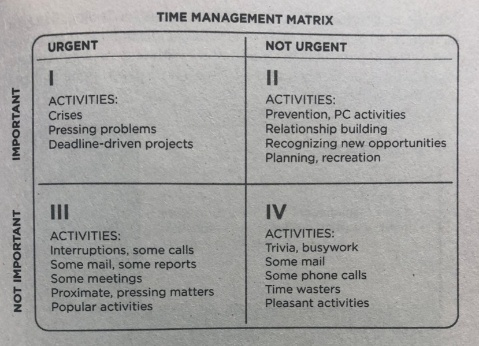 TIME MANAGEMENT MATRIX
URGENT
NOT URGENT
IMPORTANT
I
ACTIVITIES:
Crises
Pressing problems
Deadline-driven projects
II
ACTIVITIES:
Prevention, PC activities
Relationship building
Recognizing new opportunities
Planning, recreation
NOT IMPORTANT
III
ACTIVITIES:
Interruptions, some calls
Some mail, some reports
Some meetings
Proximate, pressing matters
Popular activities
IV
ACTIVITIES:
Trivia, busywork
Some mail
Some phone calls
Time wasters
Pleasant activities